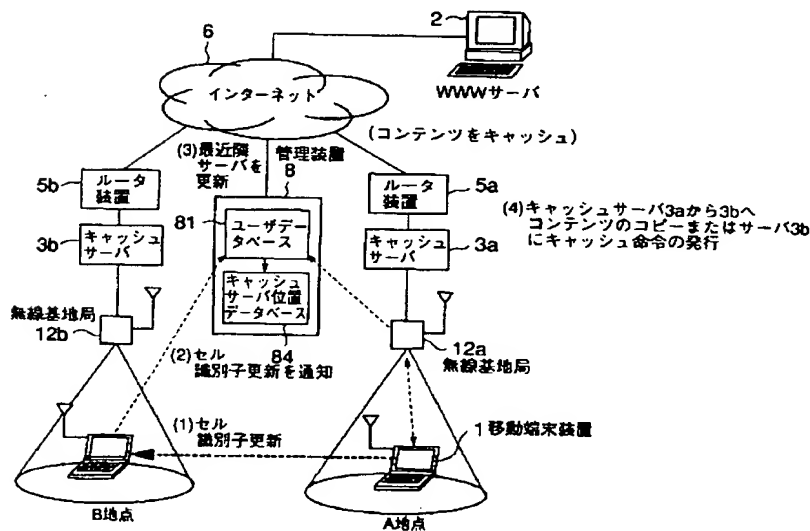 2
6
WWWサーバ
インターネット
(コンテンツをキャッシュ)
(3)最近隣
サーバを
更新
管理装置
8
5b
ルータ
装置
5a
ルータ
装置
(4)キャッシュサーバ3aから3bへ
コンテンツのコピーまたはサーバ3b
にキャッシュ命令の発行
81
ユーザデー
タベース
3b
キャッシュ
サーバ
キャッシュ
サーバ
3a
キャッシュ
サーバ位置
データベース
84
無線基地局
12b
12a
無線基地局
(2)セル
識別子更新を通知
(1)セル
識別子更新
1移動端末装置
B地点
A地点